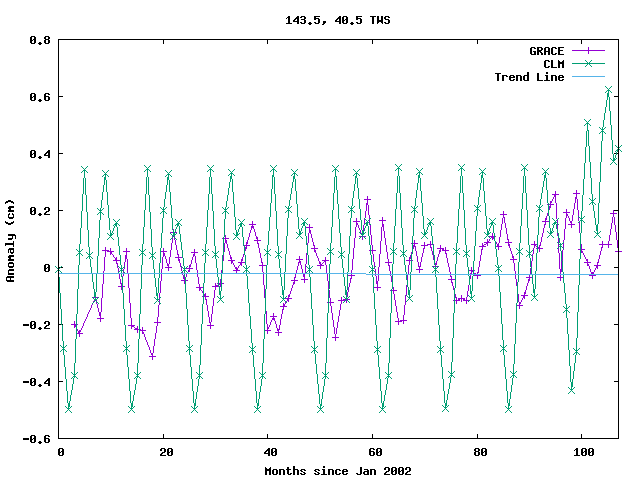 143.5, 40.5 TWS
GRACE
CLM
Trend Line
Anomaly (cm)
0.8
0.6
0.4
0.2
0
-0.2
-0.4
-0.6
0 20 40 60 80 100
Months since Jan 2002